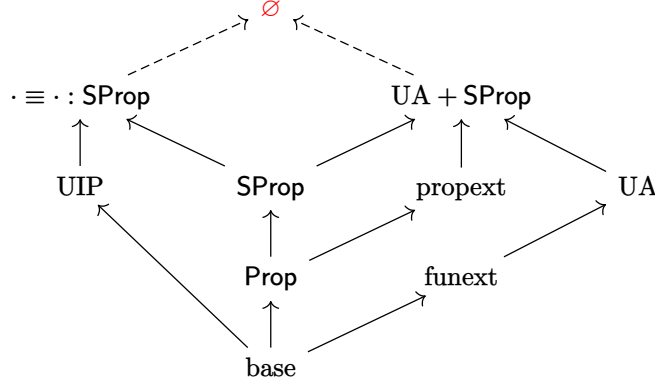 ∅
· ≡ · : SProp UA + SProp
UIP SProp propext UA
Prop funext
base